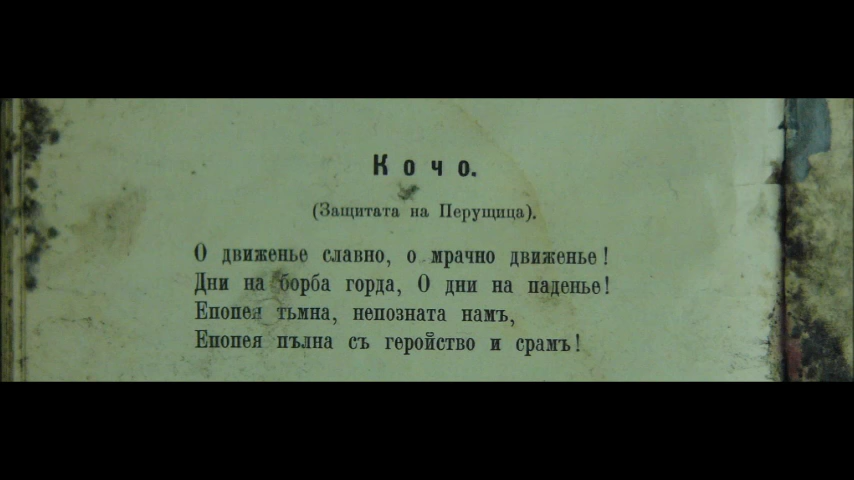 Кочо.
(Защитата на Перущица).
О движенье славно, о мрачно движенье!
Дни на борба горда, О дни на паденье!
Епопея тьмна, непозната намъ,
Епопея пълна съ геройство и срамъ!